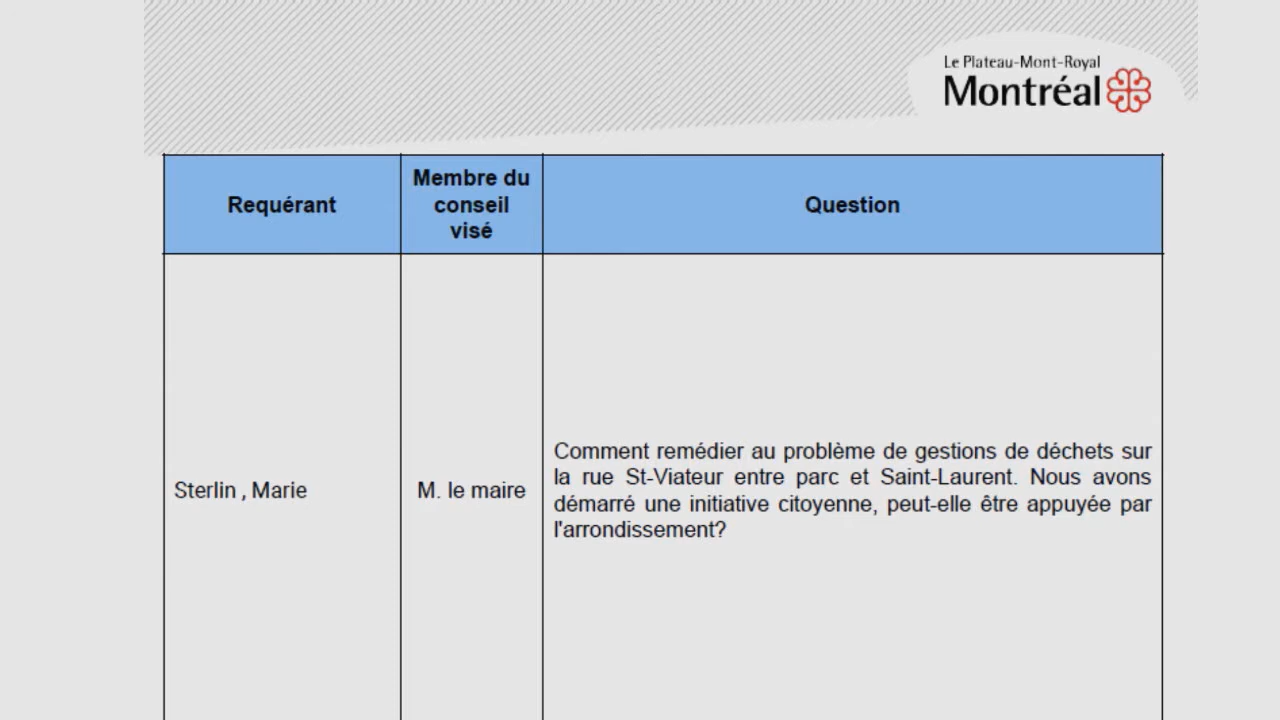 Le Plateau-Mont-Royal
Montréal
Requérant
Membre du
conseil
visé
Question
Sterlin , Marie
M. le maire
Comment remédier au problème de gestions de déchets sur
la rue St-Viateur entre parc et Saint-Laurent. Nous avons
démarré une initiative citoyenne, peut-elle être appuyée par
l'arrondissement?